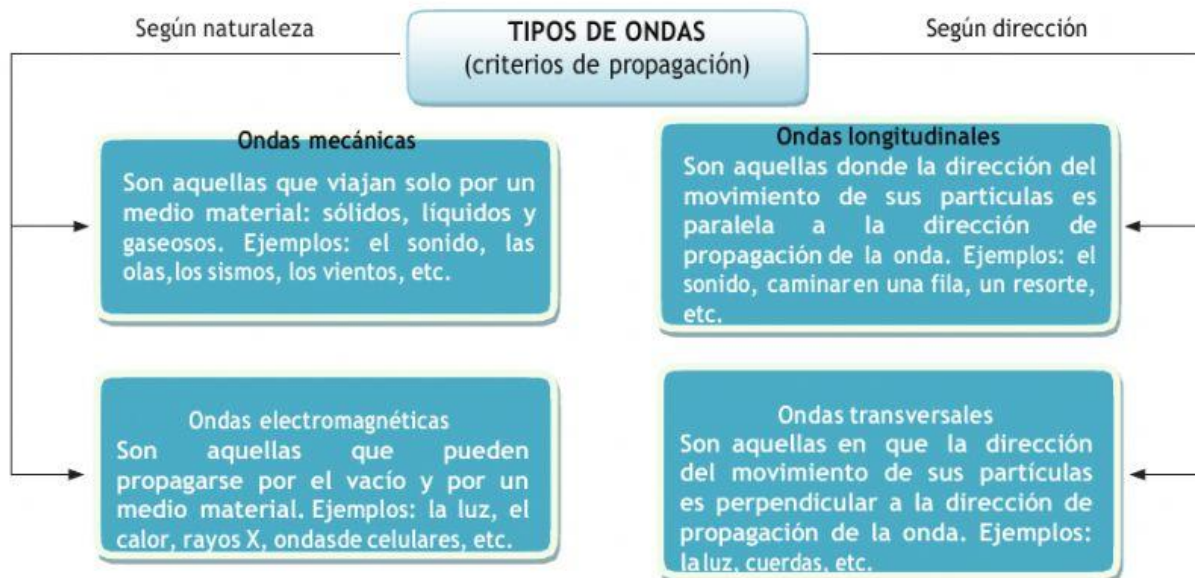 Según naturaleza
TIPOS DE ONDAS
(criterios de propagación)
Según dirección
Ondas mecánicas
Son aquellas que viajan solo por un
medio material: sólidos, líquidos y
gaseosos. Ejemplos: el sonido, las
olas,los sismos, los vientos, etc.
Ondas longitudinales
Son aquellas donde la dirección del
movimiento de sus particulas es
paralela a la dirección de
propagación de la onda. Ejemplos: el
sonido, caminar en una fila, un resorte,
etc.
Ondas electromagnéticas
Son aquellas que pueden
propagarse por el vacío y por un
medio material. Ejemplos: la luz, el
calor, rayos X, ondasde celulares, etc.
Ondas transversales
Son aquellas en que la dirección
del movimiento de sus partículas
es perpendicular a la dirección de
propagación de la onda. Ejemplos:
la luz, cuerdas, etc.